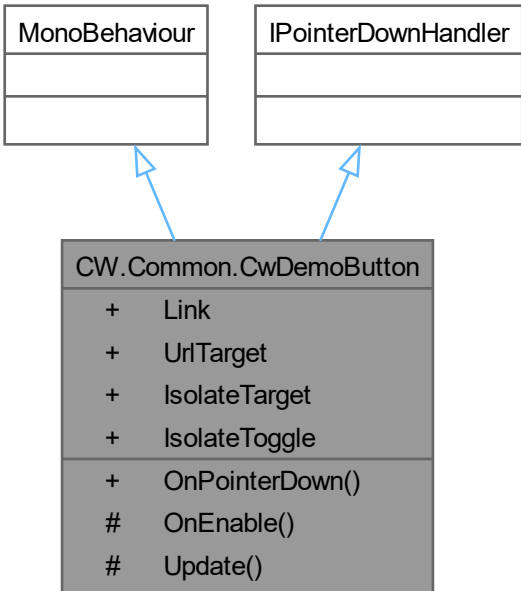 MonoBehaviour
IPointerDownHandler
CW.Common.CwDemoButton
+ Link
+ UrlTarget
+ IsolateTarget
+ IsolateToggle
+ OnPointerDown()
# OnEnable()
# Update()